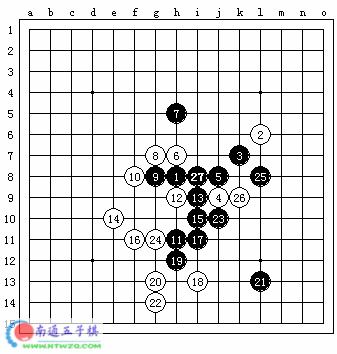 a b c d e f g h i j k l m n o
1
2
3
4
5 7
6 2
7 8 6 3
8 10 9 1 27 5 25
9 12 13 4 26
10 14 15 23
11 16 24 11 17
12 19
13 20 18 21
14 22
15
南通五子棋
WWW.NTWZQ.COM